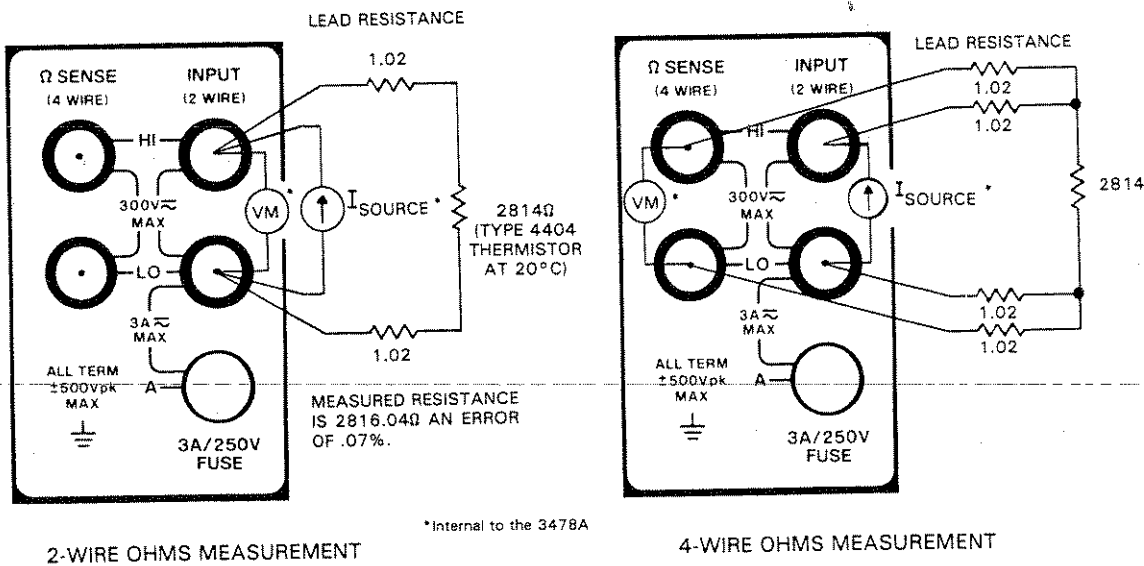 LEAD RESISTANCE
1.02
Ω SENSE
(4 WIRE)
INPUT
(2 WIRE)
HI
300V≂
MAX
VM
*
I SOURCE *
2814Ω
(TYPE 4404
THERMISTOR
AT 20°C)
LO
3A≂
MAX
1.02
ALL TERM
±500Vpk
MAX
A
3A/250V
FUSE
MEASURED RESISTANCE
IS 2816.04Ω AN ERROR
OF .07%.
2-WIRE OHMS MEASUREMENT
*Internal to the 3478A
LEAD RESISTANCE
Ω SENSE
(4 WIRE)
INPUT
(2 WIRE)
1.02
1.02
HI
300V≂
MAX
VM
*
I SOURCE *
2814
LO
3A≂
MAX
1.02
1.02
ALL TERM
±500Vpk
MAX
A
3A/250V
FUSE
4-WIRE OHMS MEASUREMENT